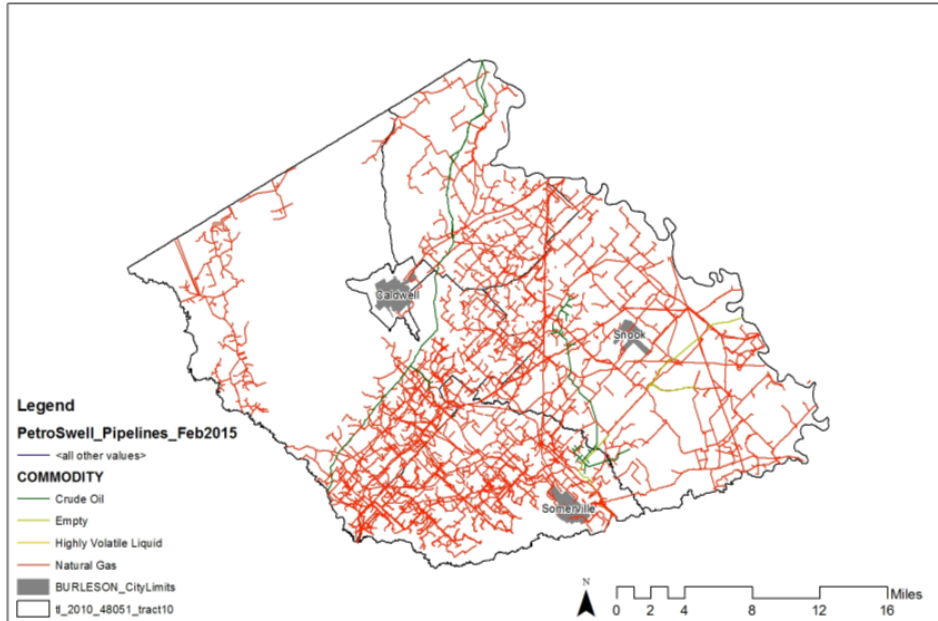 Caldwell
Snook
Somerville
Legend
PetroSwell_Pipelines_Feb2015
<all other values>
COMMODITY
Crude Oil
Empty
Highly Volatile Liquid
Natural Gas
BURLESON_CityLimits
tl_2010_48051_tract10
N
Miles
0 2 4 8 12 16